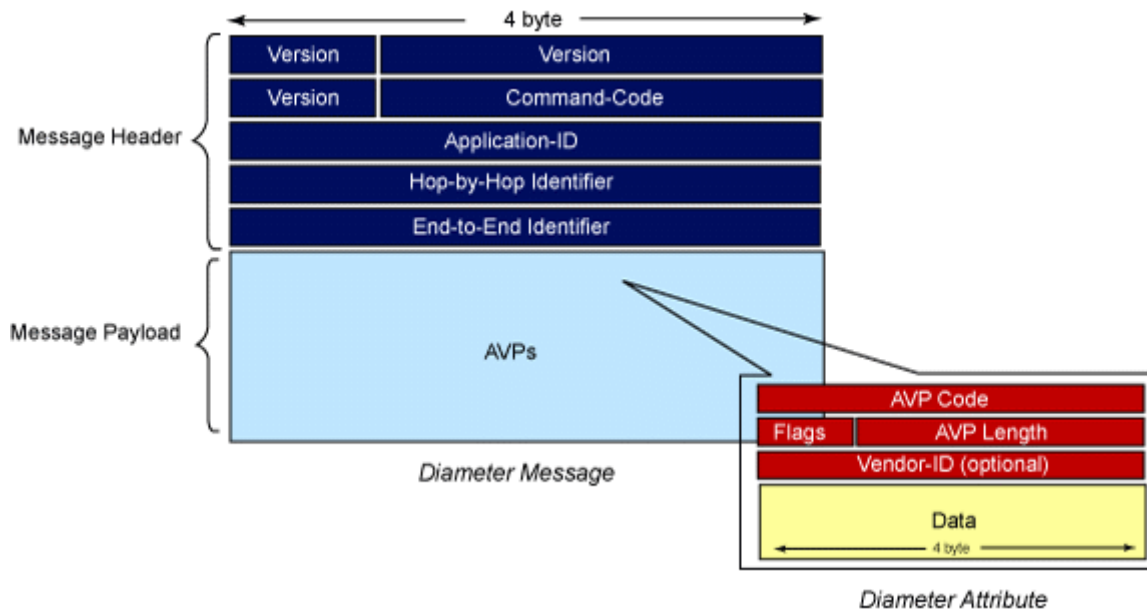 4 byte
Version Version
Version Command-Code
Message Header
Application-ID
Hop-by-Hop Identifier
End-to-End Identifier
Message Payload
AVPs
AVP Code
Flags AVP Length
Vendor-ID (optional)
Diameter Message
Data
4 byte
Diameter Attribute